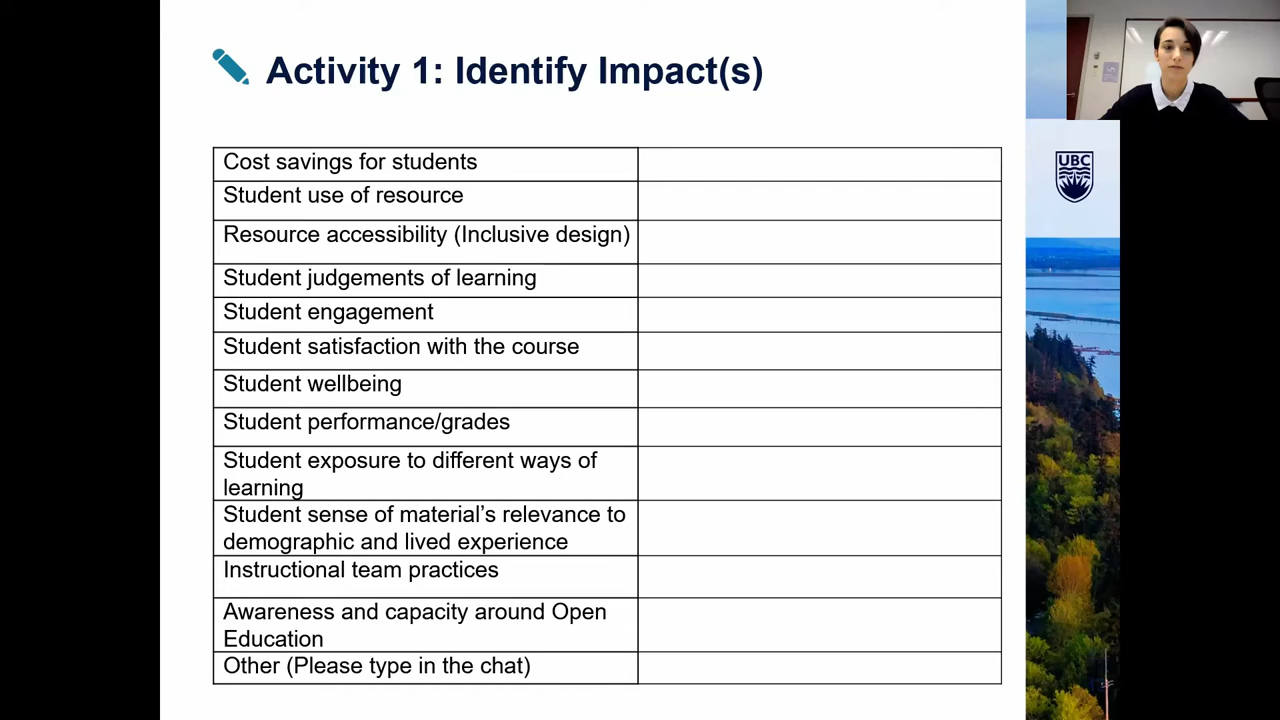 Activity 1: Identify Impact(s)
Cost savings for students
Student use of resource
Resource accessibility (Inclusive design)
Student judgements of learning
Student engagement
Student satisfaction with the course
Student wellbeing
Student performance/grades
Student exposure to different ways of
learning
Student sense of material’s relevance to
demographic and lived experience
Instructional team practices
Awareness and capacity around Open
Education
Other (Please type in the chat)
UBC